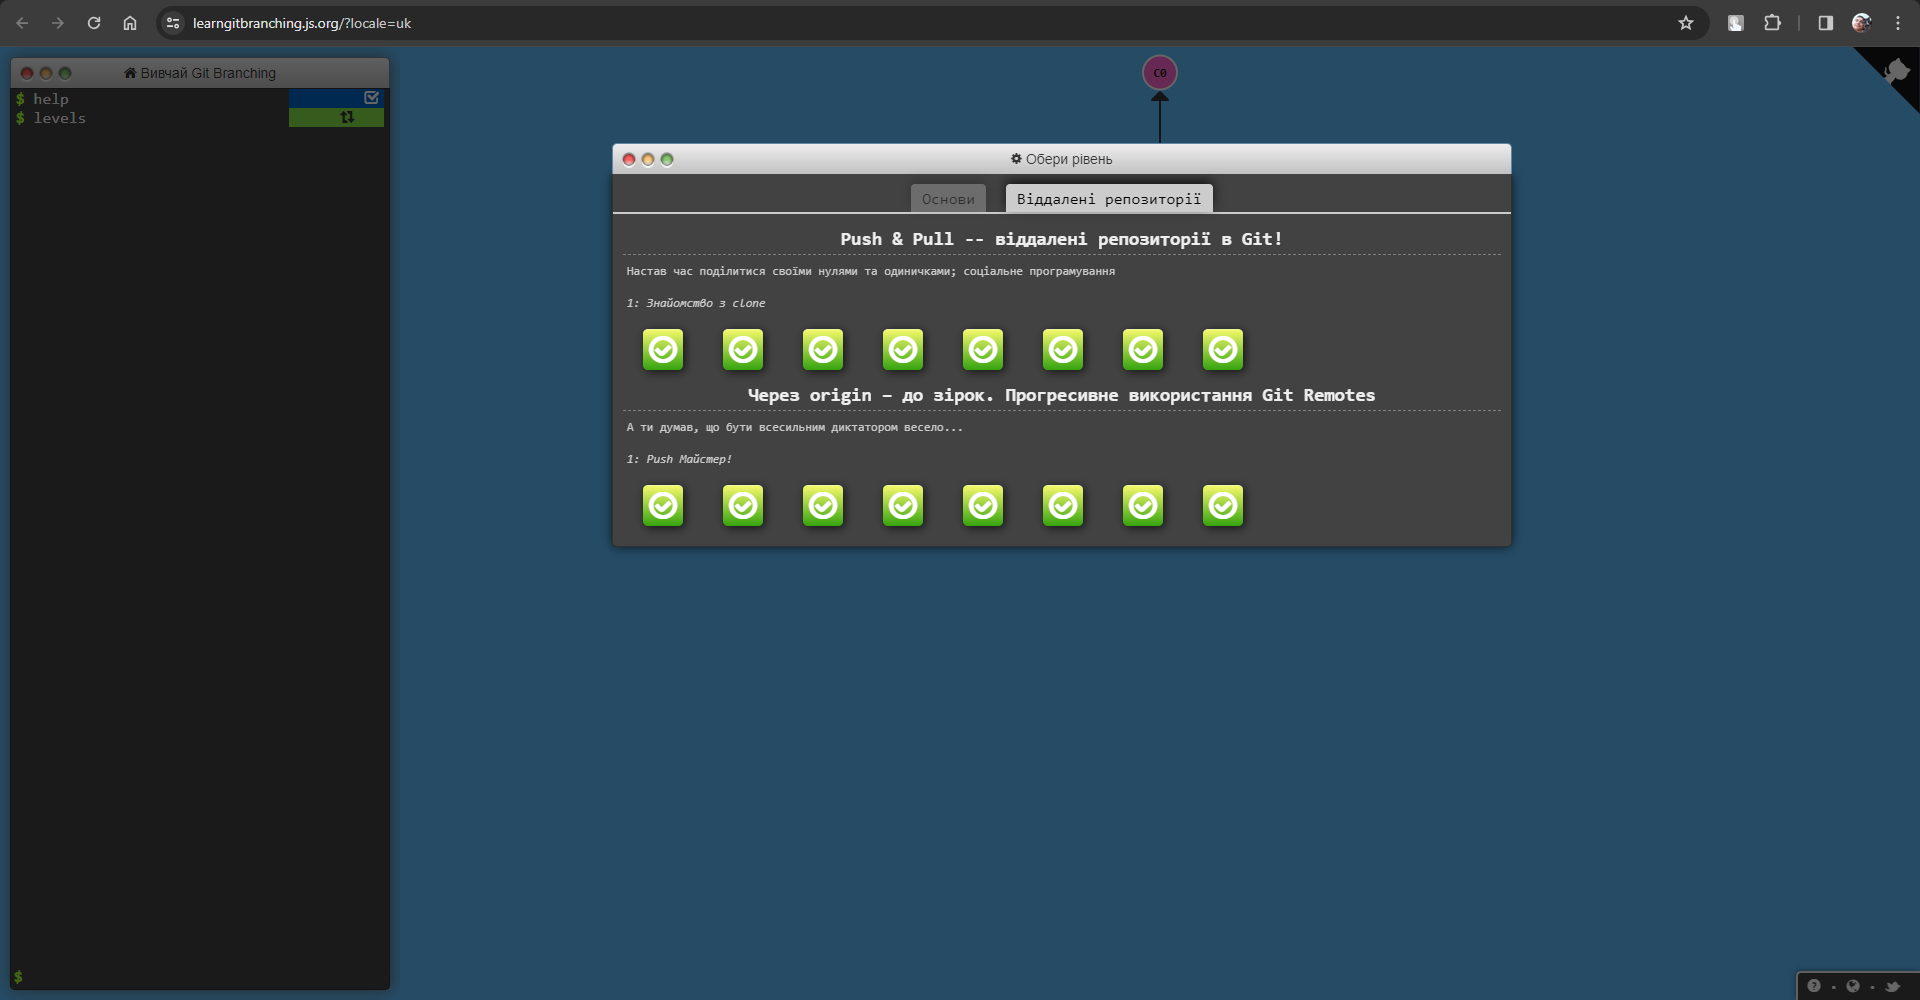 learngitbranching.js.org/?locale=uk
Вивчай Git Branching
$ help
$ levels
C0
Обери рівень
Основи
Віддалені репозиторії
Push & Pull -- віддалені репозиторії в Git!
Настав час поділитися своїми нулями та одиничками; соціальне програмування
1: Знайомство з clone
Через origin – до зірок. Прогресивне використання Git Remotes
А ти думав, що бути всесильним диктатором весело...
1: Push Майстер!
$